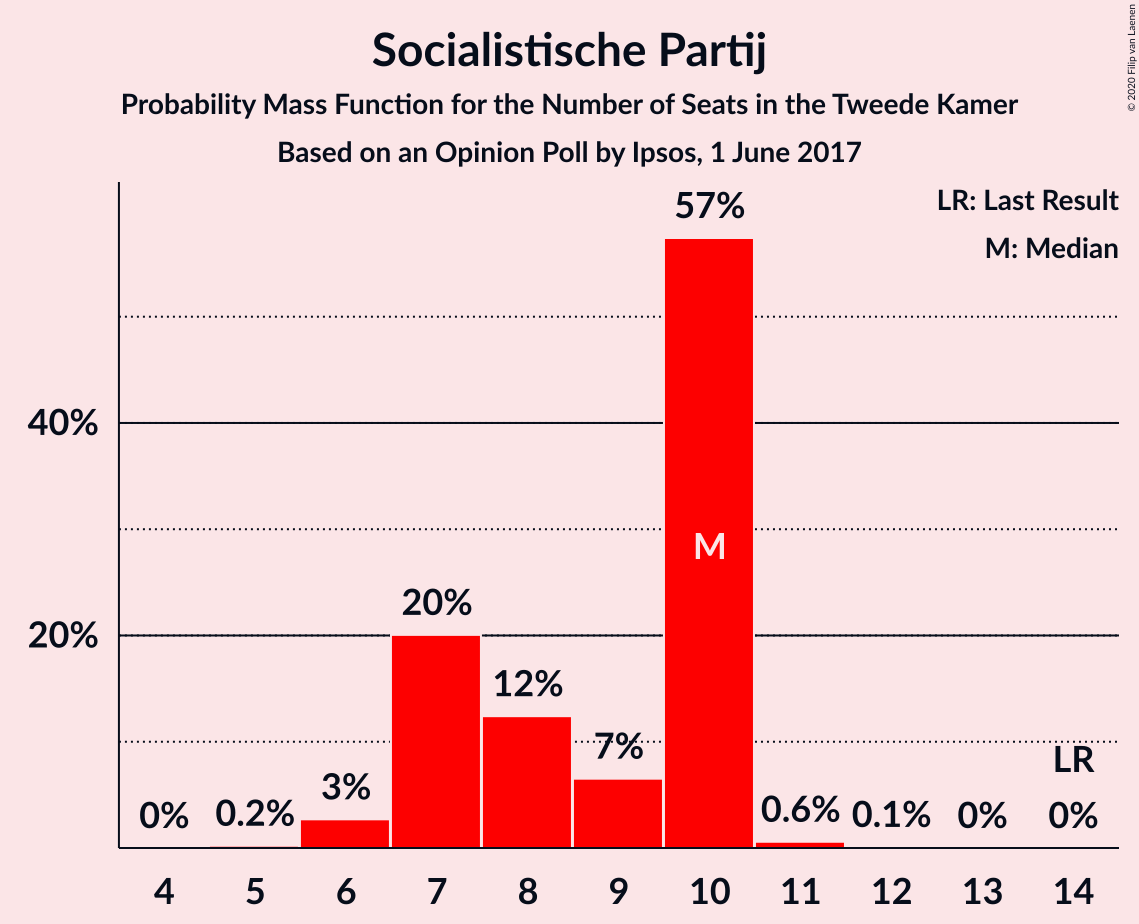 Socialistische Partij
Probability Mass Function for the Number of Seats in the Tweede Kamer
Based on an Opinion Poll by Ipsos, 1 June 2017
© 2020 Filip van Laenen
LR: Last Result
M: Median
40%
20%
0%
0.2%
3%
20%
12%
7%
57%
M
0.6%
0.1%
0%
LR
0%
4 5 6 7 8 9 10 11 12 13 14